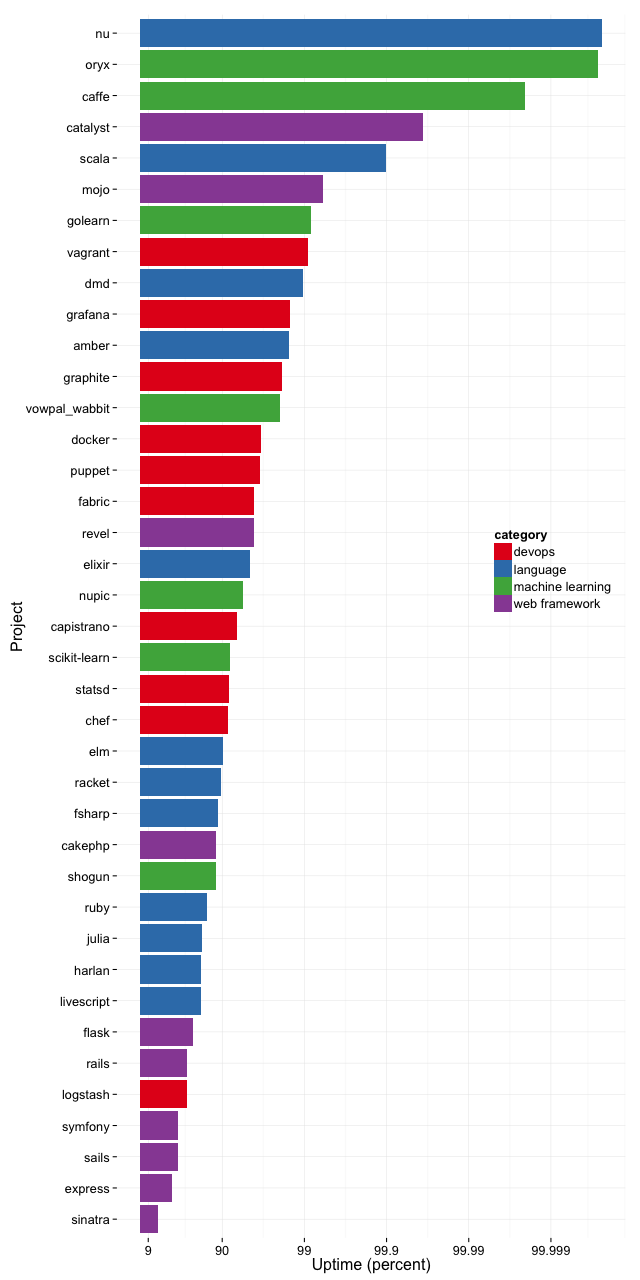 nu
oryx
caffe
catalyst
scala
mojo
golearn
vagrant
dmd
grafana
amber
graphite
vowpal_wabbit
docker
puppet
fabric
revel
elixir
nupic
capistrano
scikit-learn
statsd
chef
elm
racket
fsharp
cakephp
shogun
ruby
julia
harlan
livescript
flask
rails
logstash
symfony
sails
express
sinatra
Project
category
devops
language
machine learning
web framework
9 90 99 99.9 99.99 99.999
Uptime (percent)